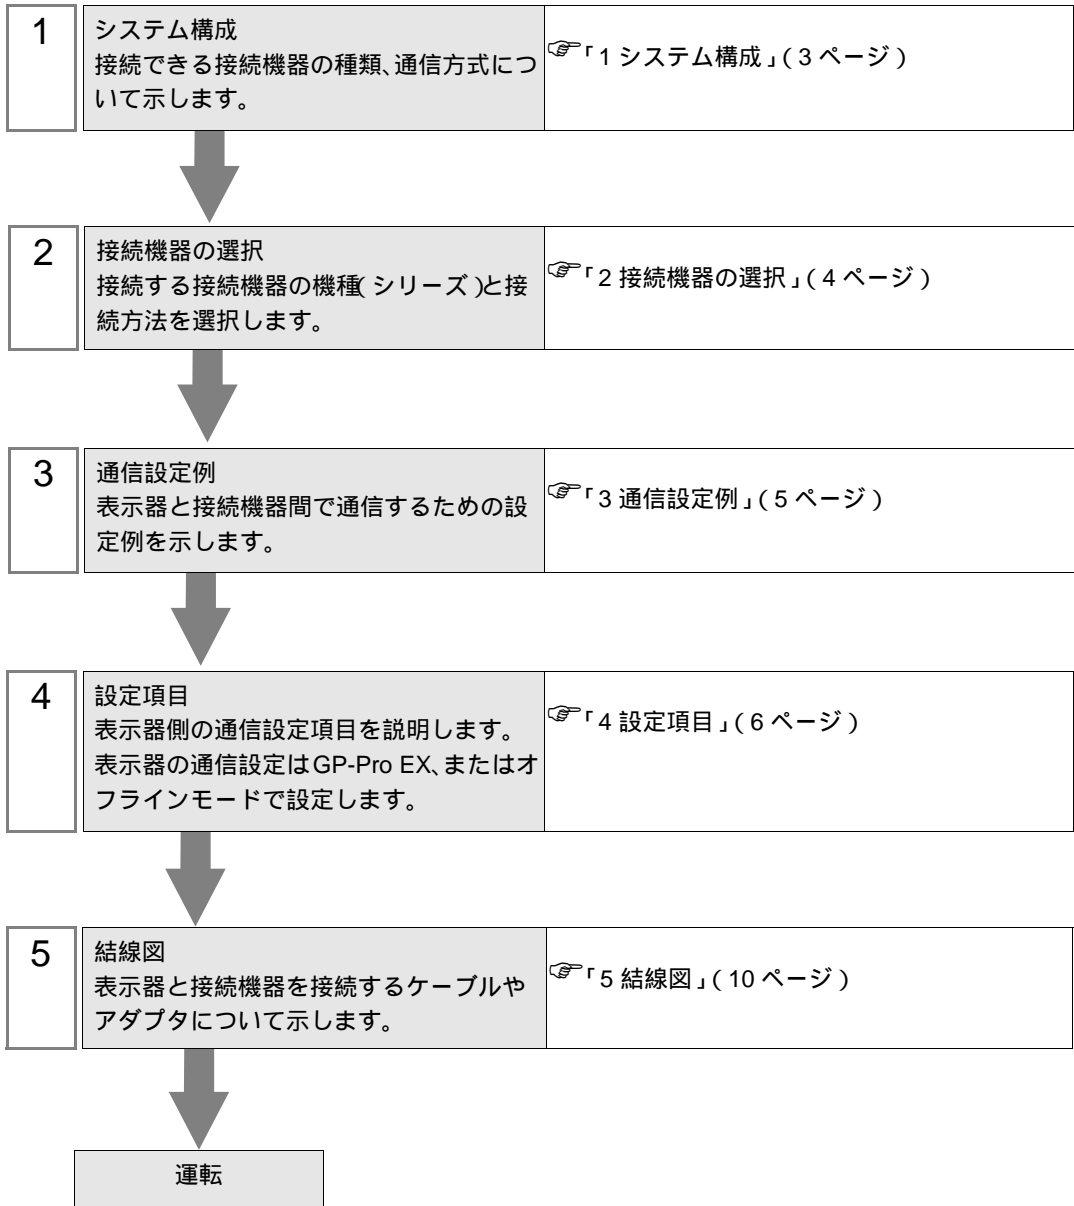 1
システム構成
接続できる接続機器の種類、通信方式につ
いて示します。
☞「1 システム構成」(3 ページ)
2
接続機器の選択
接続する接続機器の機種(シリーズ)と接
続方法を選択します。
☞「2 接続機器の選択」(4 ページ)
3
通信設定例
表示器と接続機器間で通信するための設
定例を示します。
☞「3 通信設定例」(5 ページ)
4
設定項目
表示器側の通信設定項目を説明します。
表示器の通信設定はGP-Pro EX、またはオ
フラインモードで設定します。
☞「4 設定項目」(6 ページ)
5
結線図
表示器と接続機器を接続するケーブルや
アダプタについて示します。
☞「5 結線図」(10 ページ)
運転